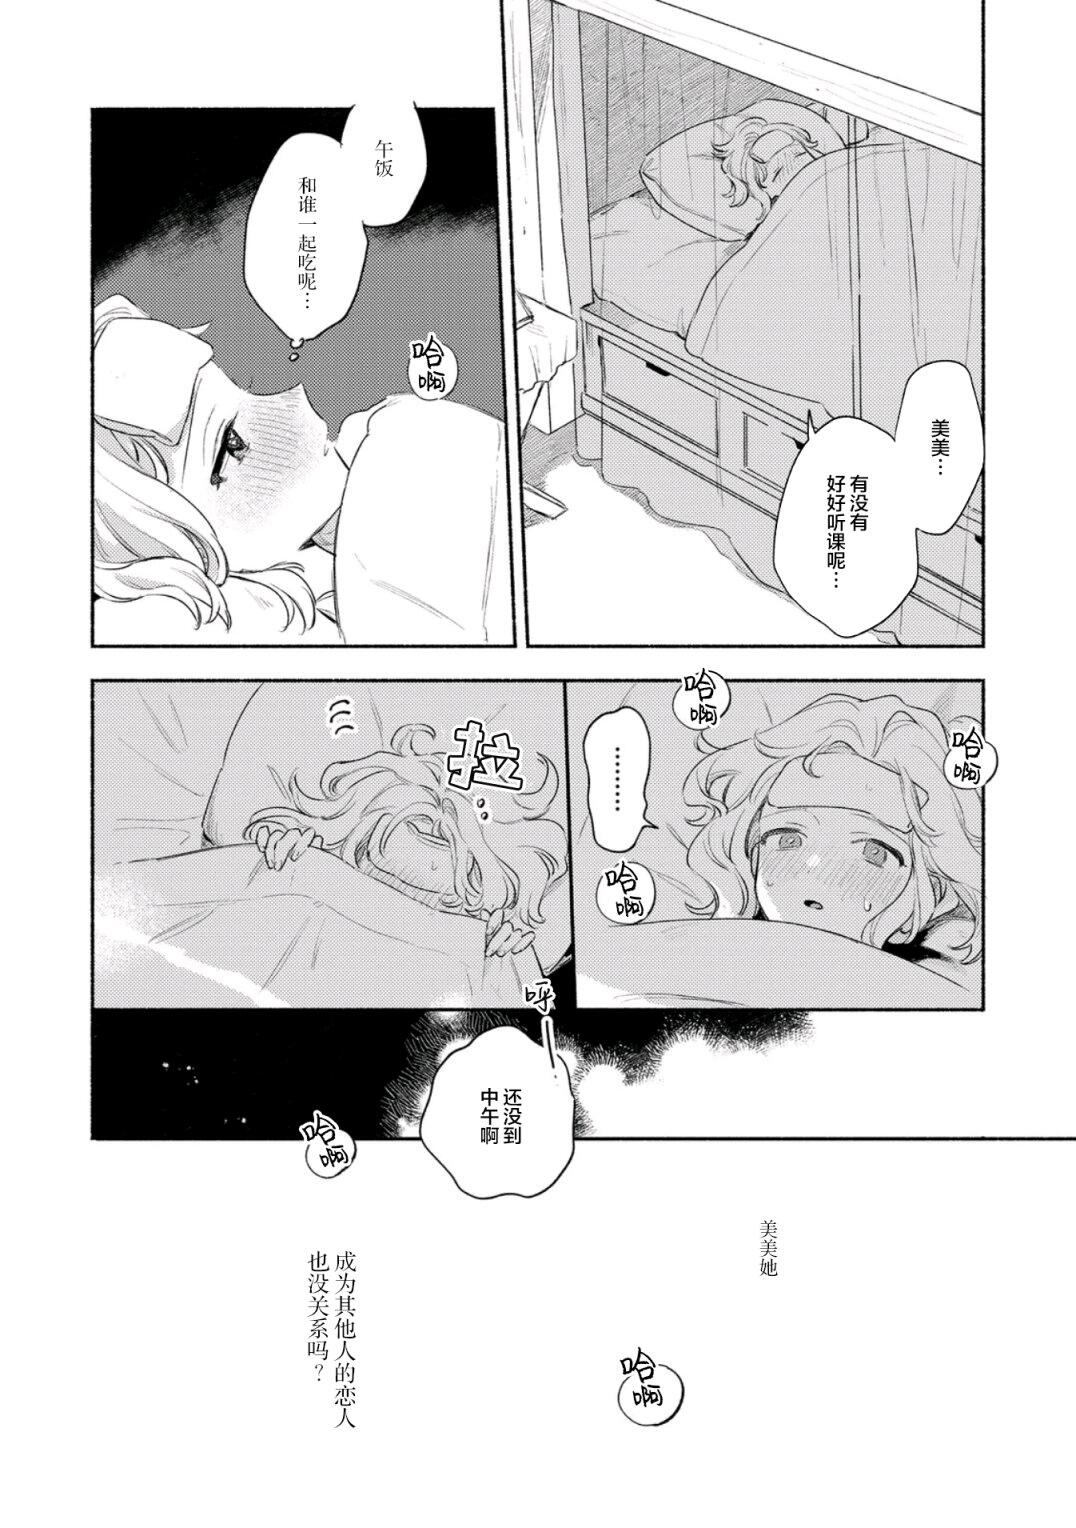 美美…
有没有
好好听课呢…
午饭
和谁一起吃呢…
哈啊
哈啊
哈啊
………
哈啊
拉
呼
还没到
中午啊
哈啊
美美她
成为其他人的恋人
也没关系吗？
哈啊